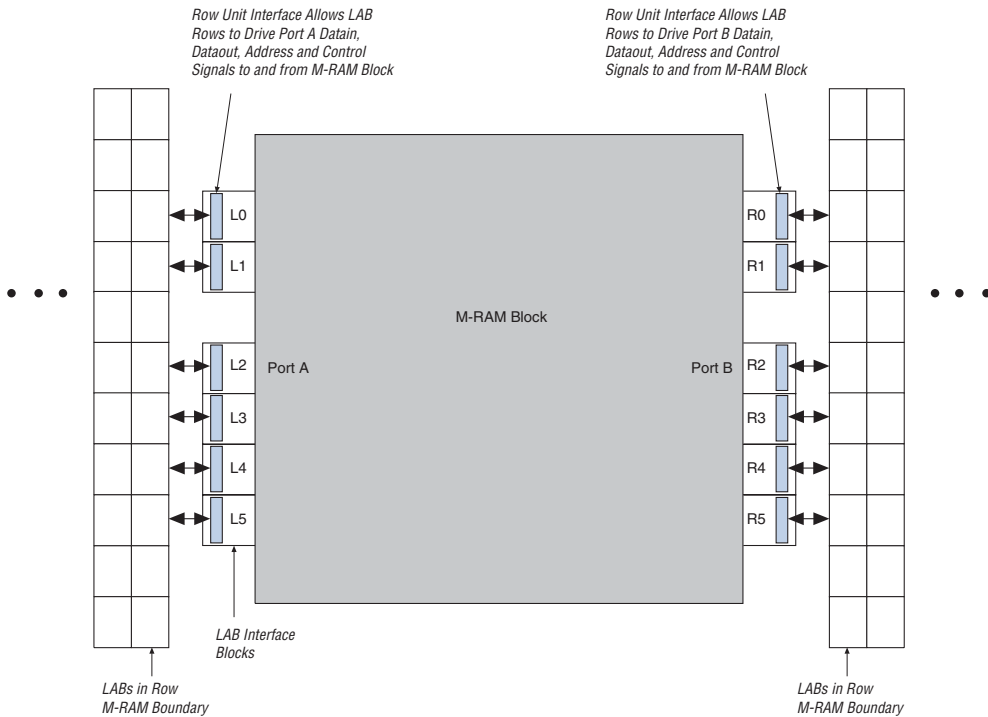 Row Unit Interface Allows LAB
Rows to Drive Port A Datain,
Dataout, Address and Control
Signals to and from M-RAM Block
Row Unit Interface Allows LAB
Rows to Drive Port B Datain,
Dataout, Address and Control
Signals to and from M-RAM Block
L0
R0
L1
R1
M-RAM Block
L2
Port A
Port B
R2
L3
R3
L4
R4
L5
R5
LAB Interface
Blocks
LABs in Row
M-RAM Boundary
LABs in Row
M-RAM Boundary